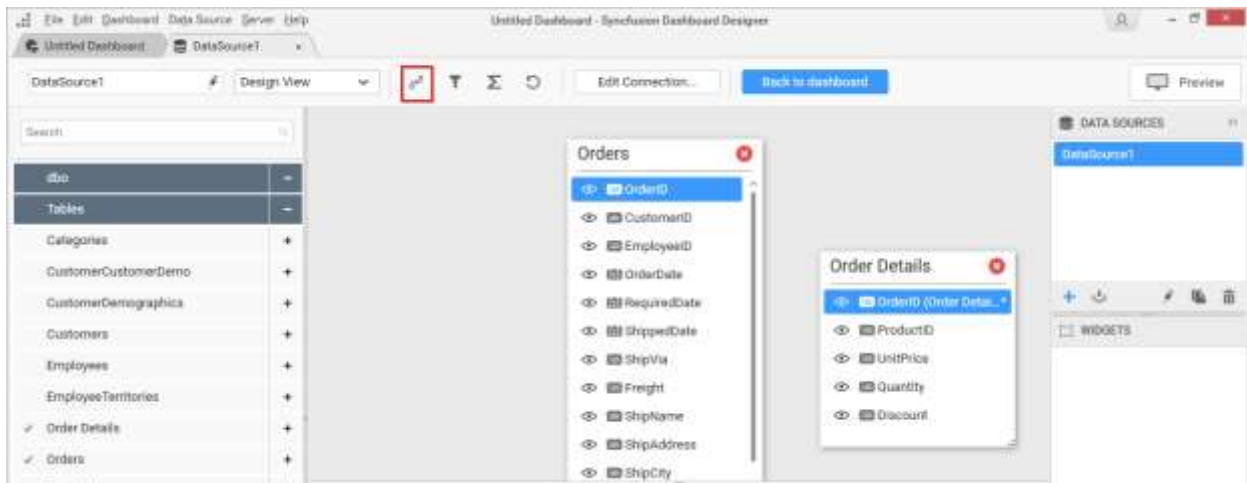 File Edit Dashboard Data Source Server Help
Untitled Dashboard - Syncfusion Dashboard Designer
Untitled Dashboard
DataSource1
DataSource1
Design View
Edit Connection...
Back to dashboard
Preview
Search
dbo
Tables
Categories
CustomerCustomerDemo
CustomerDemographics
Customers
Employees
EmployeeTerritories
Order Details
Orders
Orders
OrderID
CustomerID
EmployeeID
OrderDate
RequiredDate
ShippedDate
ShipVia
Freight
ShipName
ShipAddress
ShipCity
Order Details
OrderID (Order Detai...
ProductID
UnitPrice
Quantity
Discount
DATA SOURCES
DataSource1
WIDGETS